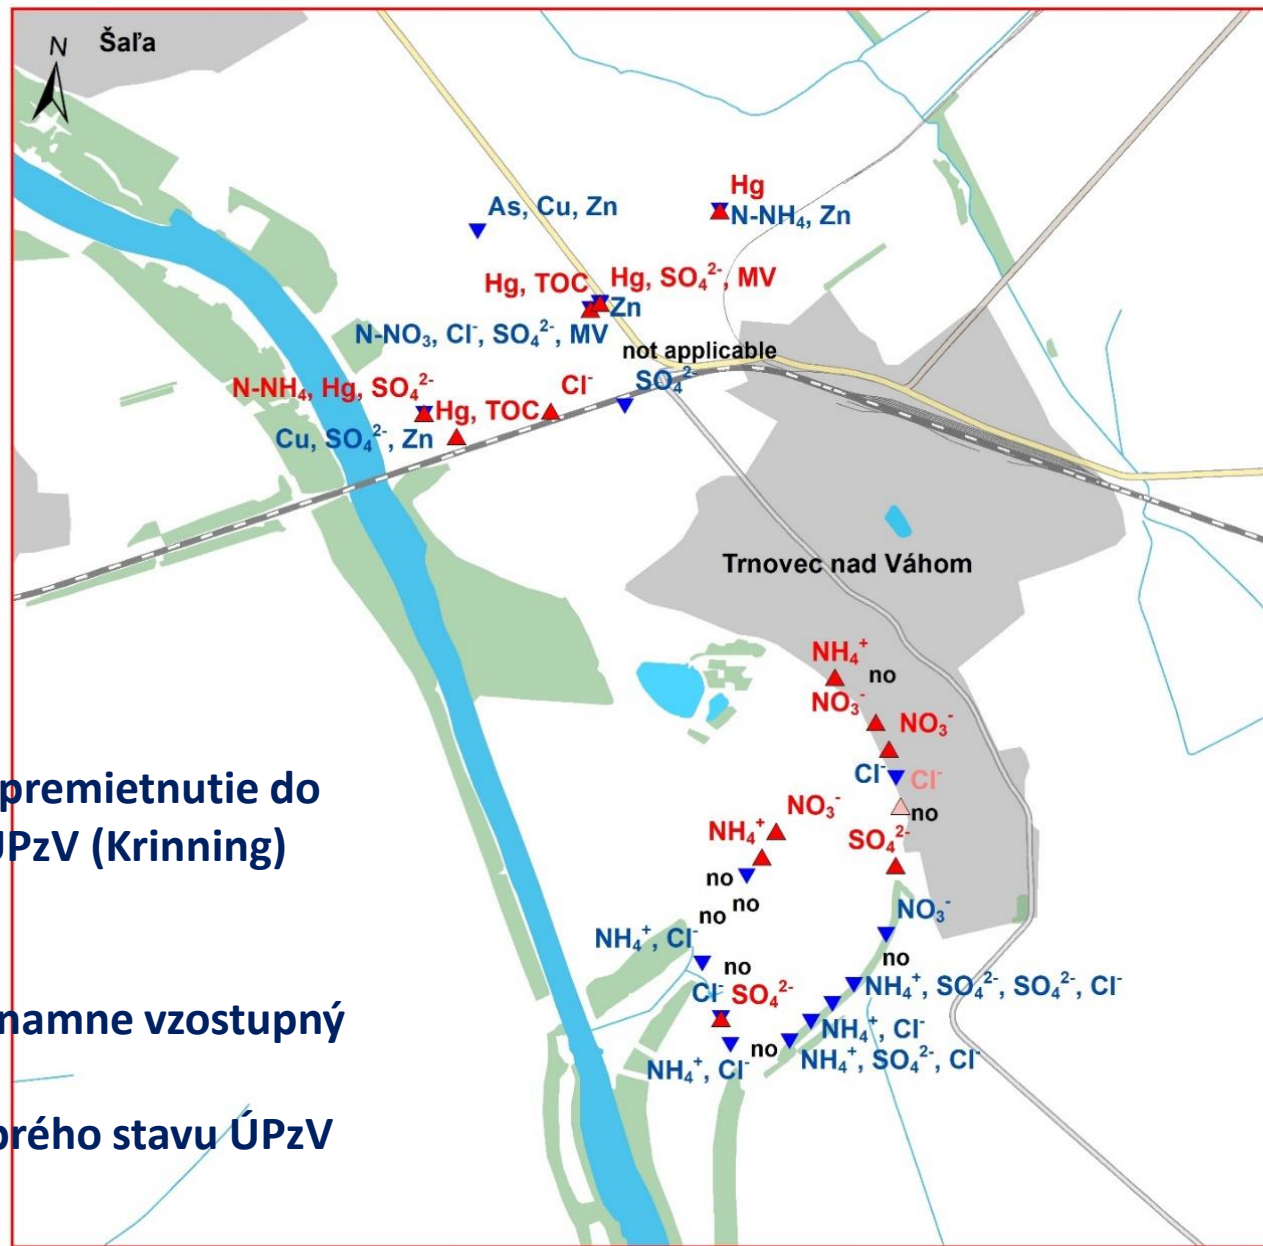 N
Šaľa
Hg
As, Cu, Zn
N-NH₄, Zn
Hg, TOC
Hg, SO₄²⁻, MV
Zn
N-NO₃, Cl⁻, SO₄²⁻, MV
not applicable
SO₄²⁻
N-NH₄, Hg, SO₄²⁻
Cl⁻
Hg, TOC
Cu, SO₄²⁻, Zn
Trnovec nad Váhom
NH₄⁺
no
NO₃⁻
NO₃⁻
Cl⁻
Cl⁻
no
NO₃⁻
NH₄⁺
SO₄²⁻
premietnutie do
ÚPzV (Krinning)
no
no
no
NO₃⁻
NH₄⁺, Cl⁻
no
no
Cl⁻
SO₄²⁻
NH₄⁺, SO₄²⁻, SO₄²⁻, Cl⁻
namne vzostupný
NH₄⁺, Cl⁻
no
NH₄⁺, SO₄²⁻, Cl⁻
NH₄⁺, Cl⁻
brého stavu ÚPzV